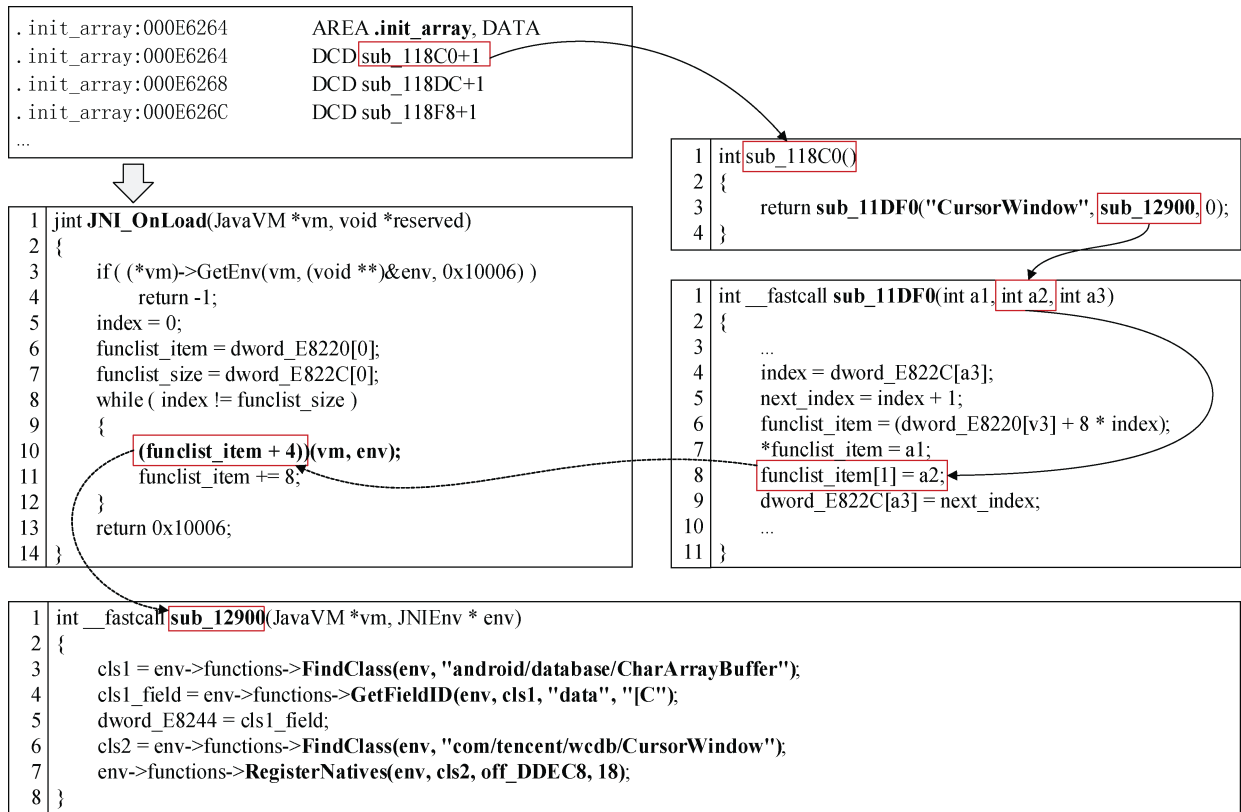 .init_array:000E6264 AREA .init_array, DATA
.init_array:000E6264 DCD sub_118C0+1
.init_array:000E6268 DCD sub_118DC+1
.init_array:000E626C DCD sub_118F8+1
...
1 int sub_118C0()
2 {
3 return sub_11DF0("CursorWindow", sub_12900, 0);
4 }
1 jint JNI_OnLoad(JavaVM *vm, void *reserved)
2 {
3 if ( (*vm)->GetEnv(vm, (void **)&env, 0x10006) )
4 return -1;
5 index = 0;
6 funclist_item = dword_E8220[0];
7 funclist_size = dword_E822C[0];
8 while ( index != funclist_size )
9 {
10 (funclist_item + 4))(vm, env);
11 funclist_item += 8;
12 }
13 return 0x10006;
14 }
1 int __fastcall sub_11DF0(int a1, int a2, int a3)
2 {
3 ...
4 index = dword_E822C[a3];
5 next_index = index + 1;
6 funclist_item = (dword_E8220[v3] + 8 * index);
7 *funclist_item = a1;
8 funclist_item[1] = a2;
9 dword_E822C[a3] = next_index;
10 ...
11 }
1 int __fastcall sub_12900(JavaVM *vm, JNIEnv * env)
2 {
3 cls1 = env->functions->FindClass(env, "android/database/CharArrayBuffer");
4 cls1_field = env->functions->GetFieldID(env, cls1, "data", "[C");
5 dword_E8244 = cls1_field;
6 cls2 = env->functions->FindClass(env, "com/tencent/wcdb/CursorWindow");
7 env->functions->RegisterNatives(env, cls2, off_DDEC8, 18);
8 }